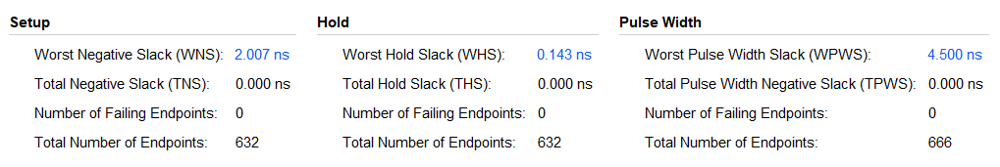 Setup Hold Pulse Width
Worst Negative Slack (WNS): 2.007 ns Worst Hold Slack (WHS): 0.143 ns Worst Pulse Width Slack (WPWS): 4.500 ns
Total Negative Slack (TNS): 0.000 ns Total Hold Slack (THS): 0.000 ns Total Pulse Width Negative Slack (TPWS): 0.000 ns
Number of Failing Endpoints: 0 Number of Failing Endpoints: 0 Number of Failing Endpoints: 0
Total Number of Endpoints: 632 Total Number of Endpoints: 632 Total Number of Endpoints: 666